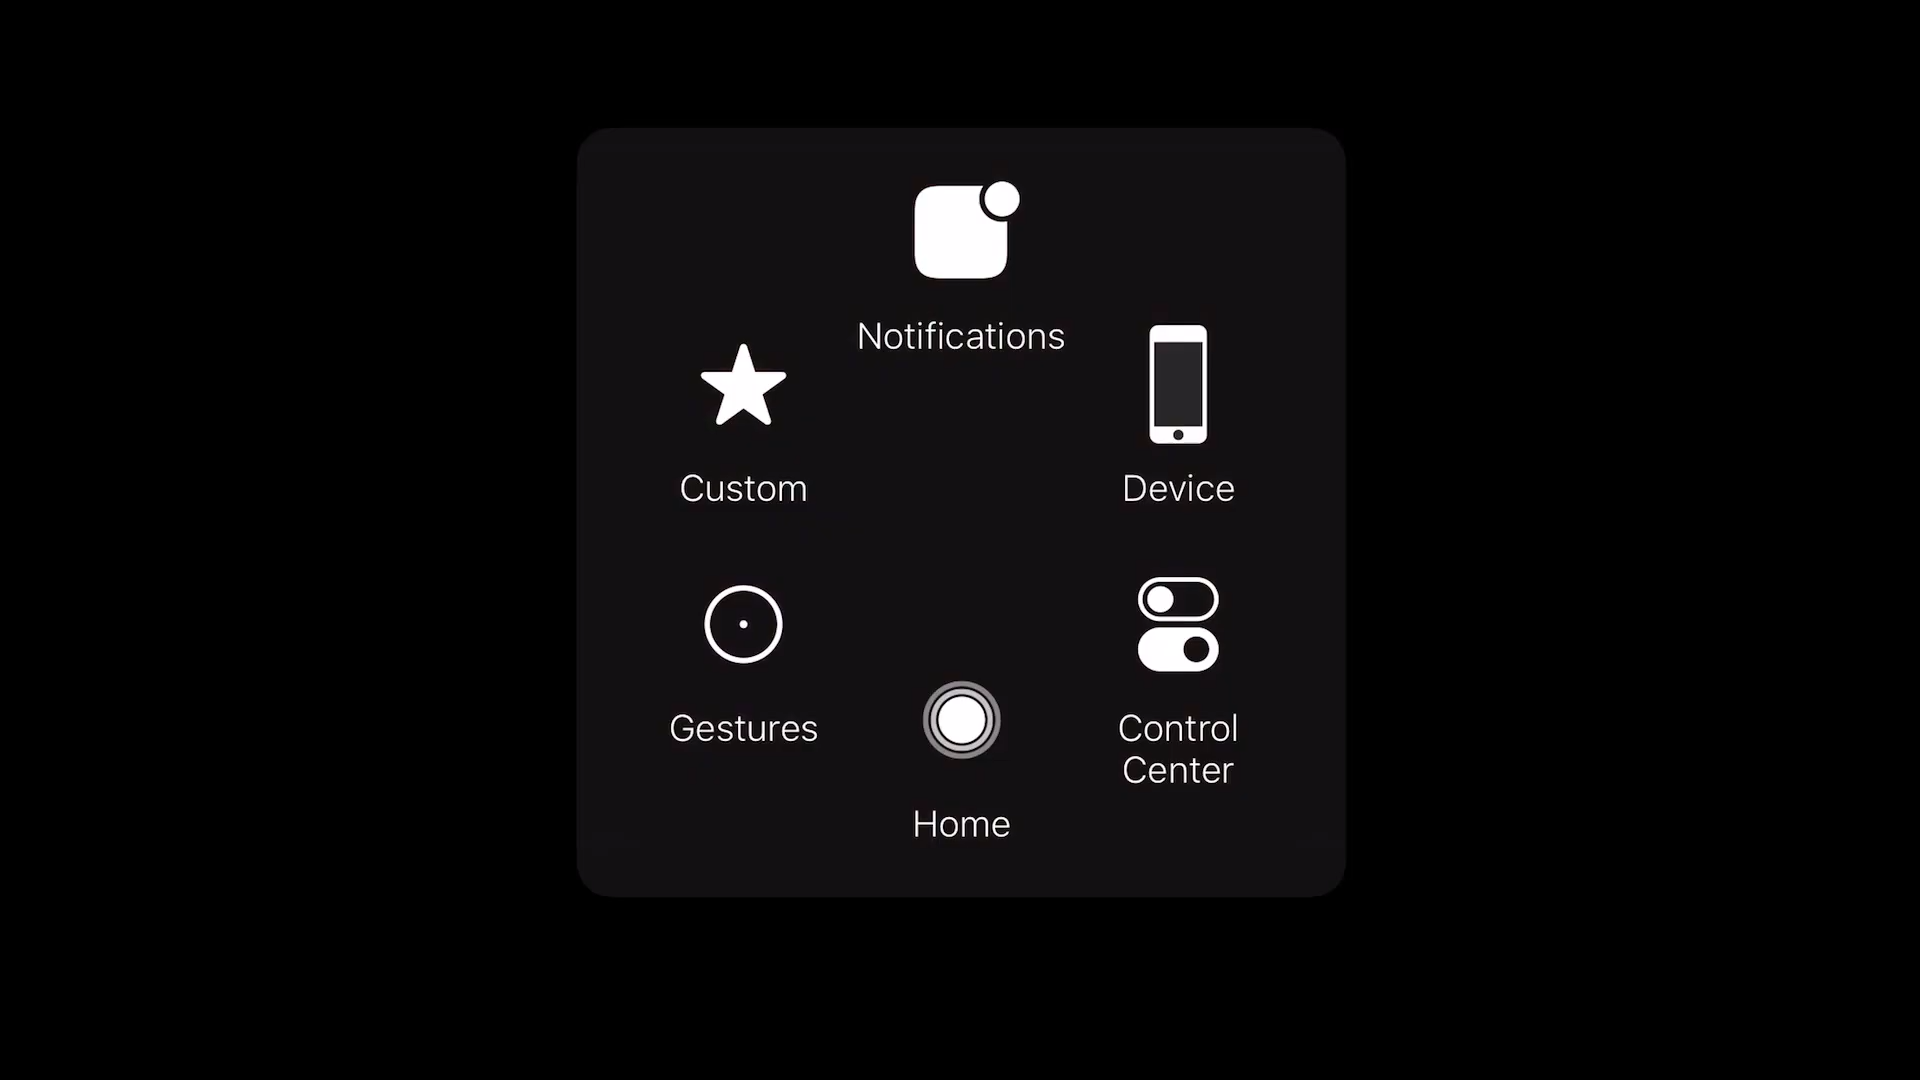 Notifications
Custom
Device
Gestures
Control
Center
Home